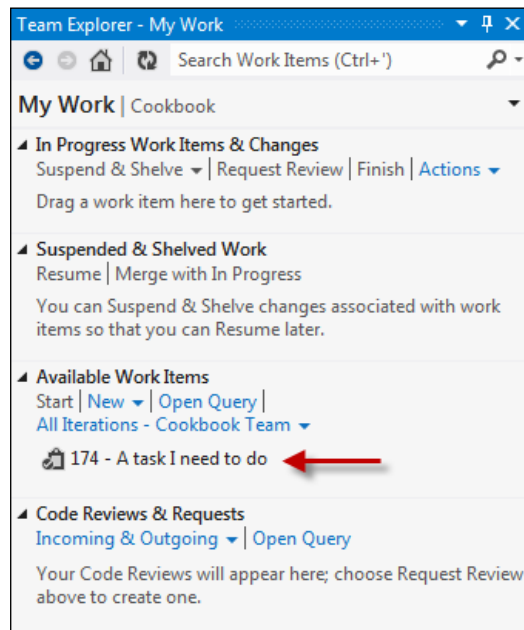 Team Explorer - My Work
Search Work Items (Ctrl+')
My Work | Cookbook
In Progress Work Items & Changes
Suspend & Shelve | Request Review | Finish | Actions
Drag a work item here to get started.
Suspended & Shelved Work
Resume | Merge with In Progress
You can Suspend & Shelve changes associated with work
items so that you can Resume later.
Available Work Items
Start | New | Open Query |
All Iterations - Cookbook Team
174 - A task I need to do
Code Reviews & Requests
Incoming & Outgoing | Open Query
Your Code Reviews will appear here; choose Request Review
above to create one.